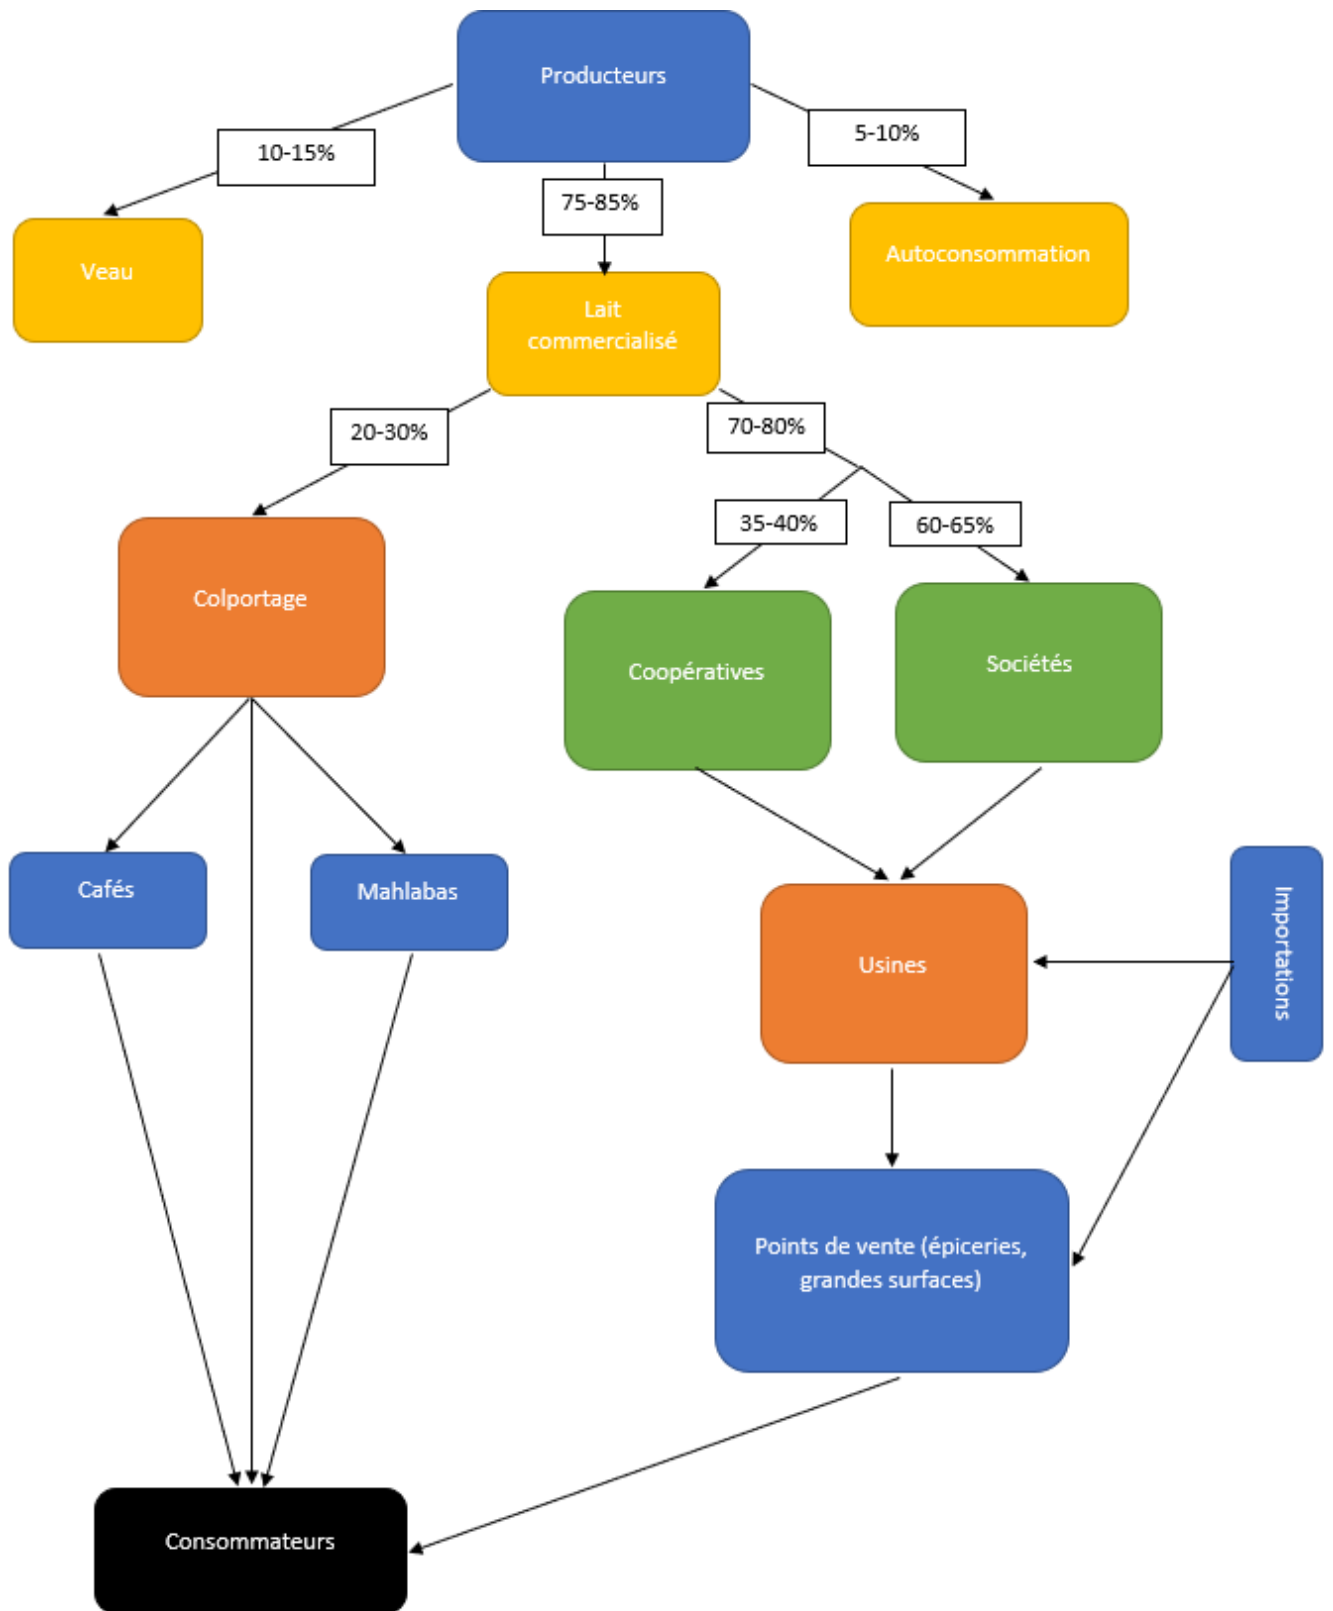 Producteurs
10-15%
75-85%
5-10%
Veau
Lait
commercialisé
Autoconsommation
20-30%
70-80%
35-40%
60-65%
Colportage
Coopératives
Sociétés
Cafés
Mahlabas
Usines
Importations
Points de vente (épiceries,
grandes surfaces)
Consommateurs